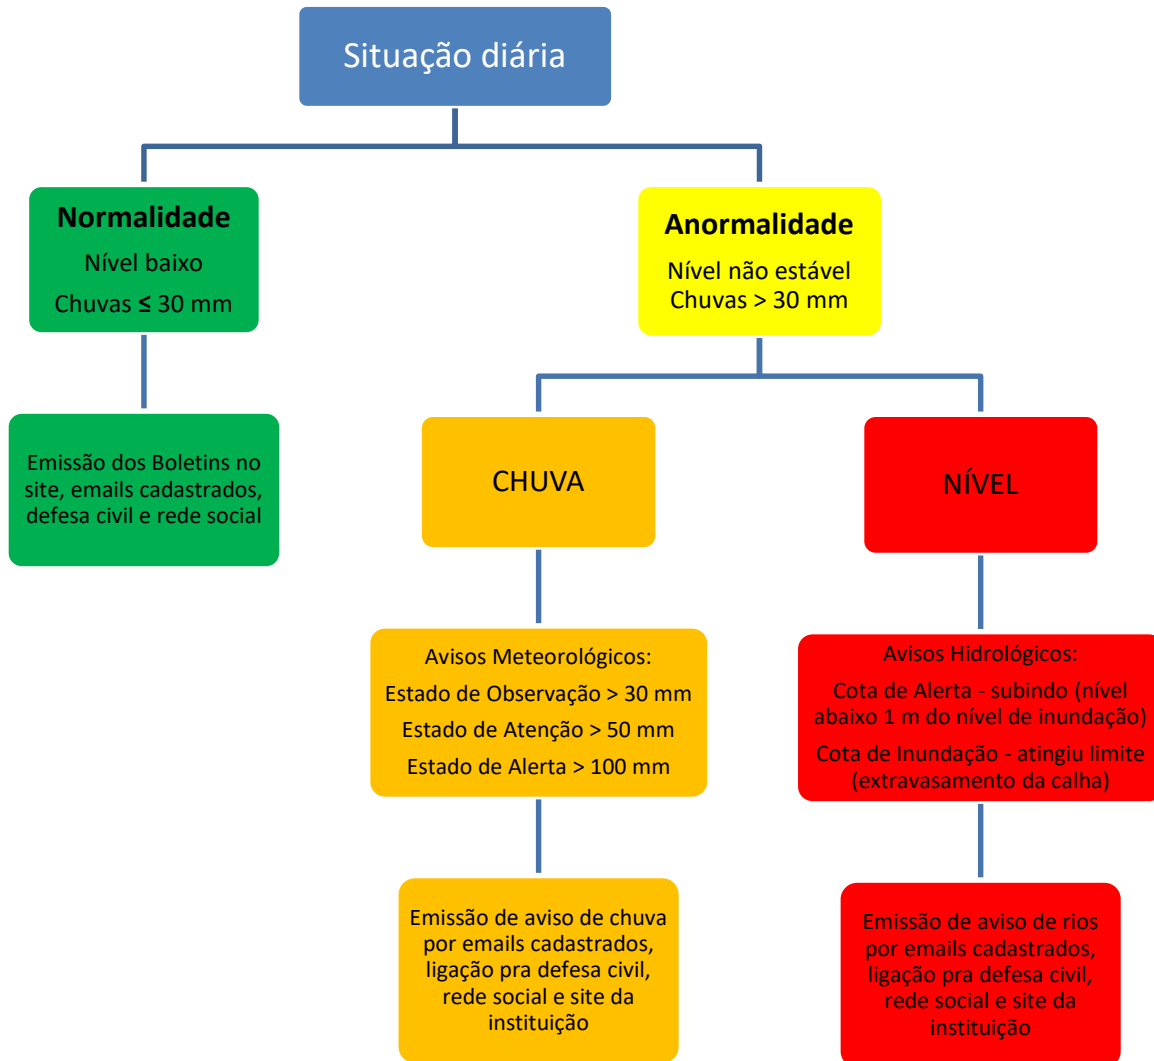 Situação diária
Normalidade
Nível baixo
Chuvas ≤ 30 mm
Anormalidade
Nível não estável
Chuvas > 30 mm
Emissão dos Boletins no
site, emails cadastrados,
defesa civil e rede social
CHUVA
NÍVEL
Avisos Meteorológicos:
Estado de Observação > 30 mm
Estado de Atenção > 50 mm
Estado de Alerta > 100 mm
Avisos Hidrológicos:
Cota de Alerta - subindo (nível
abaixo 1 m do nível de inundação)
Cota de Inundação - atingiu limite
(extravasamento da calha)
Emissão de aviso de chuva
por emails cadastrados,
ligação pra defesa civil,
rede social e site da
instituição
Emissão de aviso de rios
por emails cadastrados,
ligação pra defesa civil,
rede social e site da
instituição